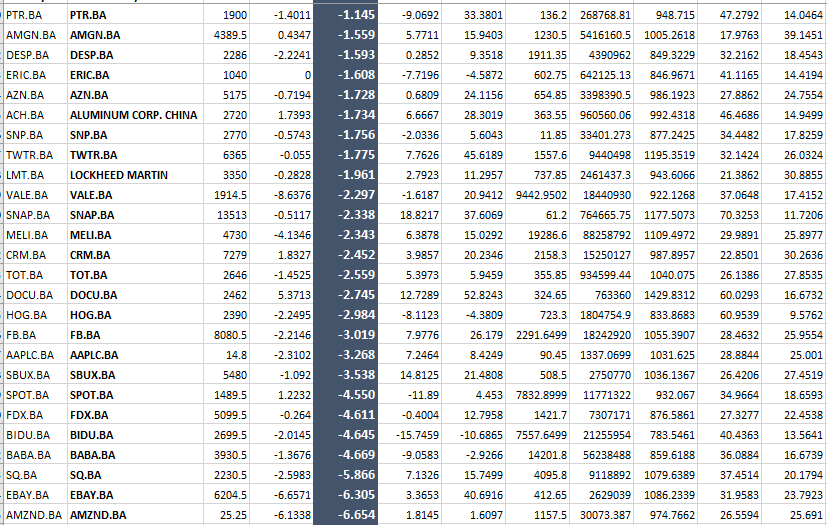 PTR.BA PTR.BA 1900 -1.4011 -1.145 -9.0692 33.3801 136.2 268768.81 948.715 47.2792 14.0464
AMGN.BA AMGN.BA 4389.5 0.4347 -1.559 5.7711 15.9403 1230.5 5416160.5 1005.2618 17.9763 39.1451
DESP.BA DESP.BA 2286 -2.2241 -1.593 0.2852 9.3518 1911.35 4390962 849.3229 32.2162 18.4543
ERIC.BA ERIC.BA 1040 0 -1.608 -7.7196 -4.5872 602.75 642125.13 846.9671 41.1165 14.4194
AZN.BA AZN.BA 5175 -0.7194 -1.728 0.6809 24.1156 654.85 3398390.5 986.1923 27.8862 24.7554
ACH.BA ALUMINUM CORP. CHINA 2720 1.7393 -1.734 6.6667 28.3019 363.55 960560.06 992.4318 46.4686 14.9499
SNP.BA SNP.BA 2770 -0.5743 -1.756 -2.0336 5.6043 11.85 33401.273 877.2425 34.4482 17.8259
TWTR.BA TWTR.BA 6365 -0.055 -1.775 7.7626 45.6189 1557.6 9440498 1195.3519 32.1424 26.0324
LMT.BA LOCKHEED MARTIN 3350 -0.2828 -1.961 2.7923 11.2957 737.85 2461437.3 943.6066 21.3862 30.8855
VALE.BA VALE.BA 1914.5 -8.6376 -2.297 -1.6187 20.9412 9442.9502 18440930 922.1268 37.0648 17.4152
SNAP.BA SNAP.BA 13513 -0.5117 -2.338 18.8217 37.6069 61.2 764665.75 1177.5073 70.3253 11.7206
MELI.BA MELI.BA 4730 -4.1346 -2.343 6.3878 15.0292 19286.6 88258792 1109.4972 29.9891 25.8977
CRM.BA CRM.BA 7279 1.8327 -2.452 3.9857 20.2346 2158.3 15250127 987.8957 22.8501 30.2636
TOT.BA TOT.BA 2646 -1.4525 -2.559 5.3973 5.9459 355.85 934599.44 1040.075 26.1386 27.8535
DOCU.BA DOCU.BA 2462 5.3713 -2.745 12.7289 52.8243 324.65 763360 1429.8312 60.0293 16.6732
HOG.BA HOG.BA 2390 -2.2495 -2.984 -8.1123 -4.3809 723.3 1804754.9 833.8683 60.9539 9.5762
FB.BA FB.BA 8080.5 -2.2146 -3.019 7.9776 26.179 2291.6499 18242920 1055.3907 28.4632 25.9554
AAPLC.BA AAPLC.BA 14.8 -2.3102 -3.268 7.2464 8.4249 90.45 1337.0699 1031.625 28.8844 25.001
SBUX.BA SBUX.BA 5480 -1.092 -3.538 14.8125 21.4808 508.5 2750770 1036.1367 26.4206 27.4519
SPOT.BA SPOT.BA 1489.5 1.2232 -4.550 -11.89 4.453 7832.8999 11771322 932.067 34.9664 18.6593
FDX.BA FDX.BA 5099.5 -0.264 -4.611 -0.4004 12.7958 1421.7 7307171 876.5861 27.3277 22.4538
BIDU.BA BIDU.BA 2699.5 -2.0145 -4.645 -15.7459 -10.6865 7557.6499 21255954 783.5461 40.4363 13.5641
BABA.BA BABA.BA 3930.5 -1.3676 -4.669 -9.0583 -2.9266 14201.8 56238488 859.6188 36.0884 16.6739
SQ.BA SQ.BA 2230.5 -2.5983 -5.866 7.1326 15.7499 4095.8 9118892 1079.6389 37.4514 20.1794
EBAY.BA EBAY.BA 6204.5 -6.6571 -6.305 3.3653 40.6916 412.65 2629039 1086.2339 31.9583 23.7923
AMZND.BA AMZND.BA 25.25 -6.1338 -6.654 1.8145 1.6097 1157.5 30073.387 974.7662 26.5594 25.691